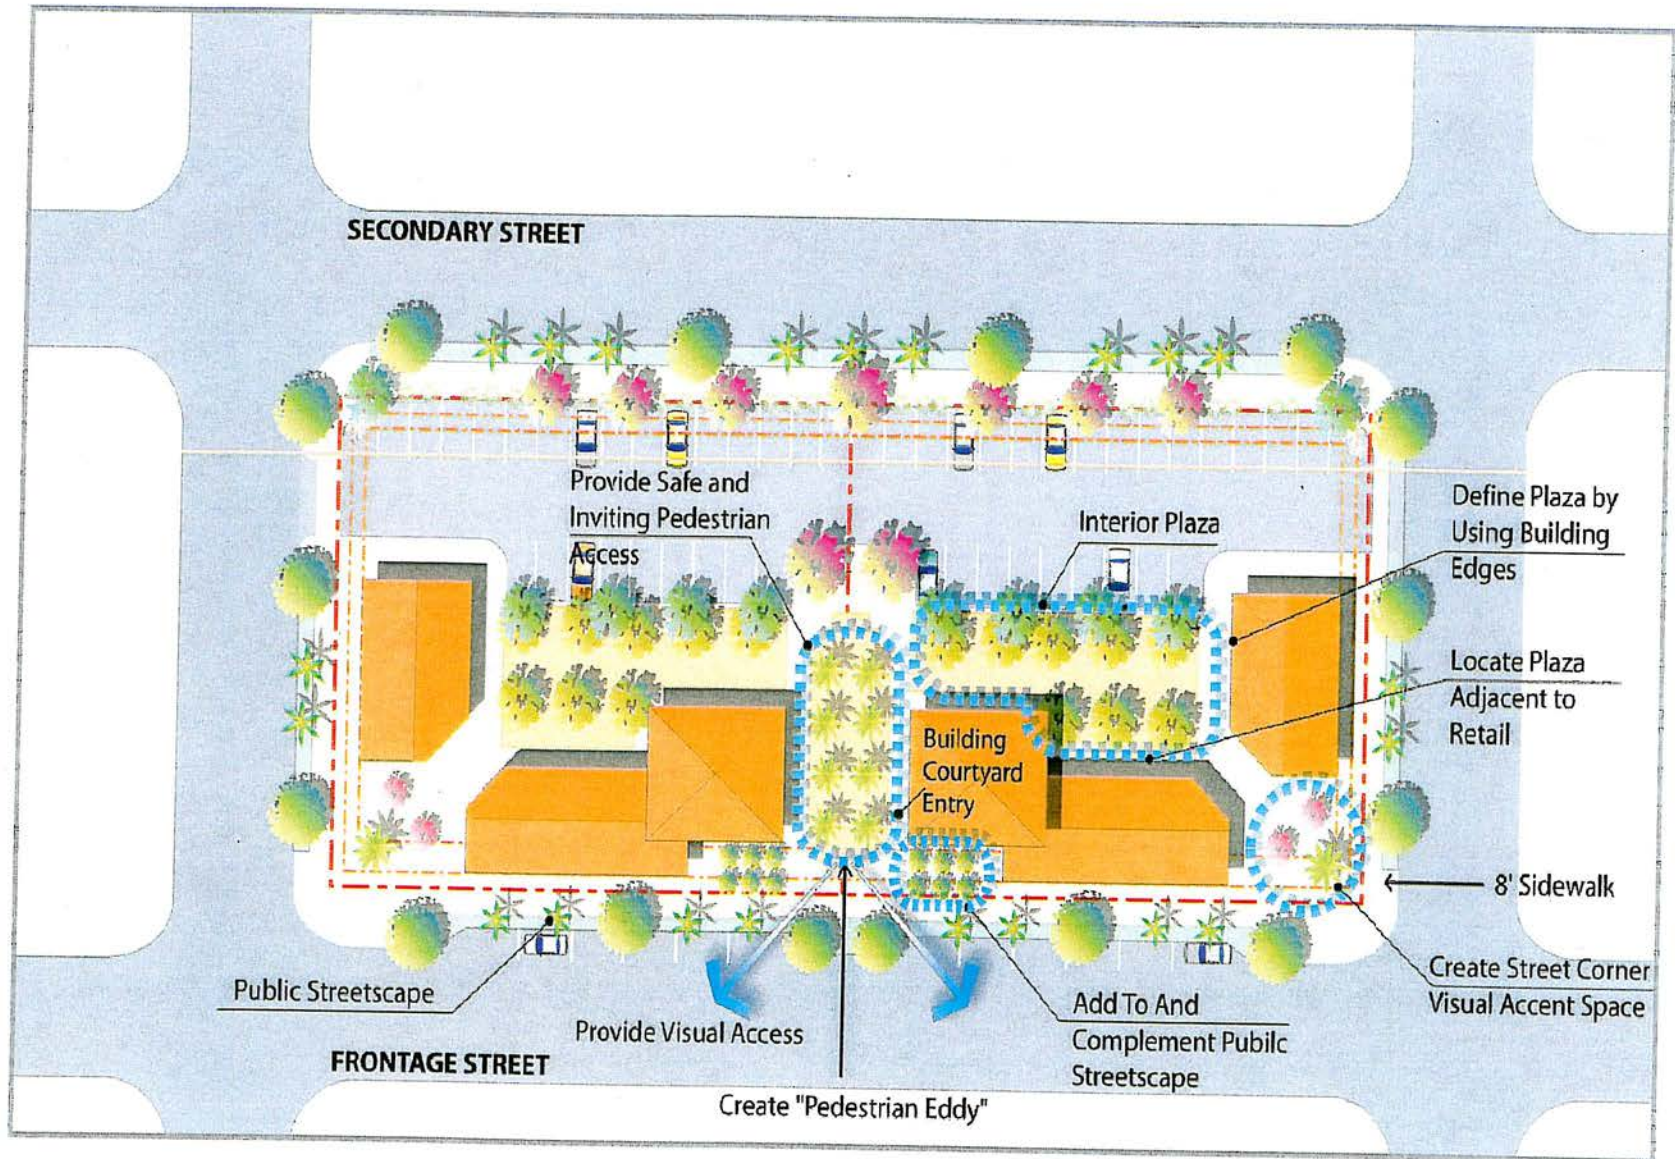 SECONDARY STREET
Provide Safe and
Inviting Pedestrian
Access
Interior Plaza
Define Plaza by
Using Building
Edges
Locate Plaza
Adjacent to
Retail
Building
Courtyard
Entry
8' Sidewalk
Public Streetscape
Provide Visual Access
Add To And
Complement Pubilc
Streetscape
Create Street Corner
Visual Accent Space
FRONTAGE STREET
Create "Pedestrian Eddy"